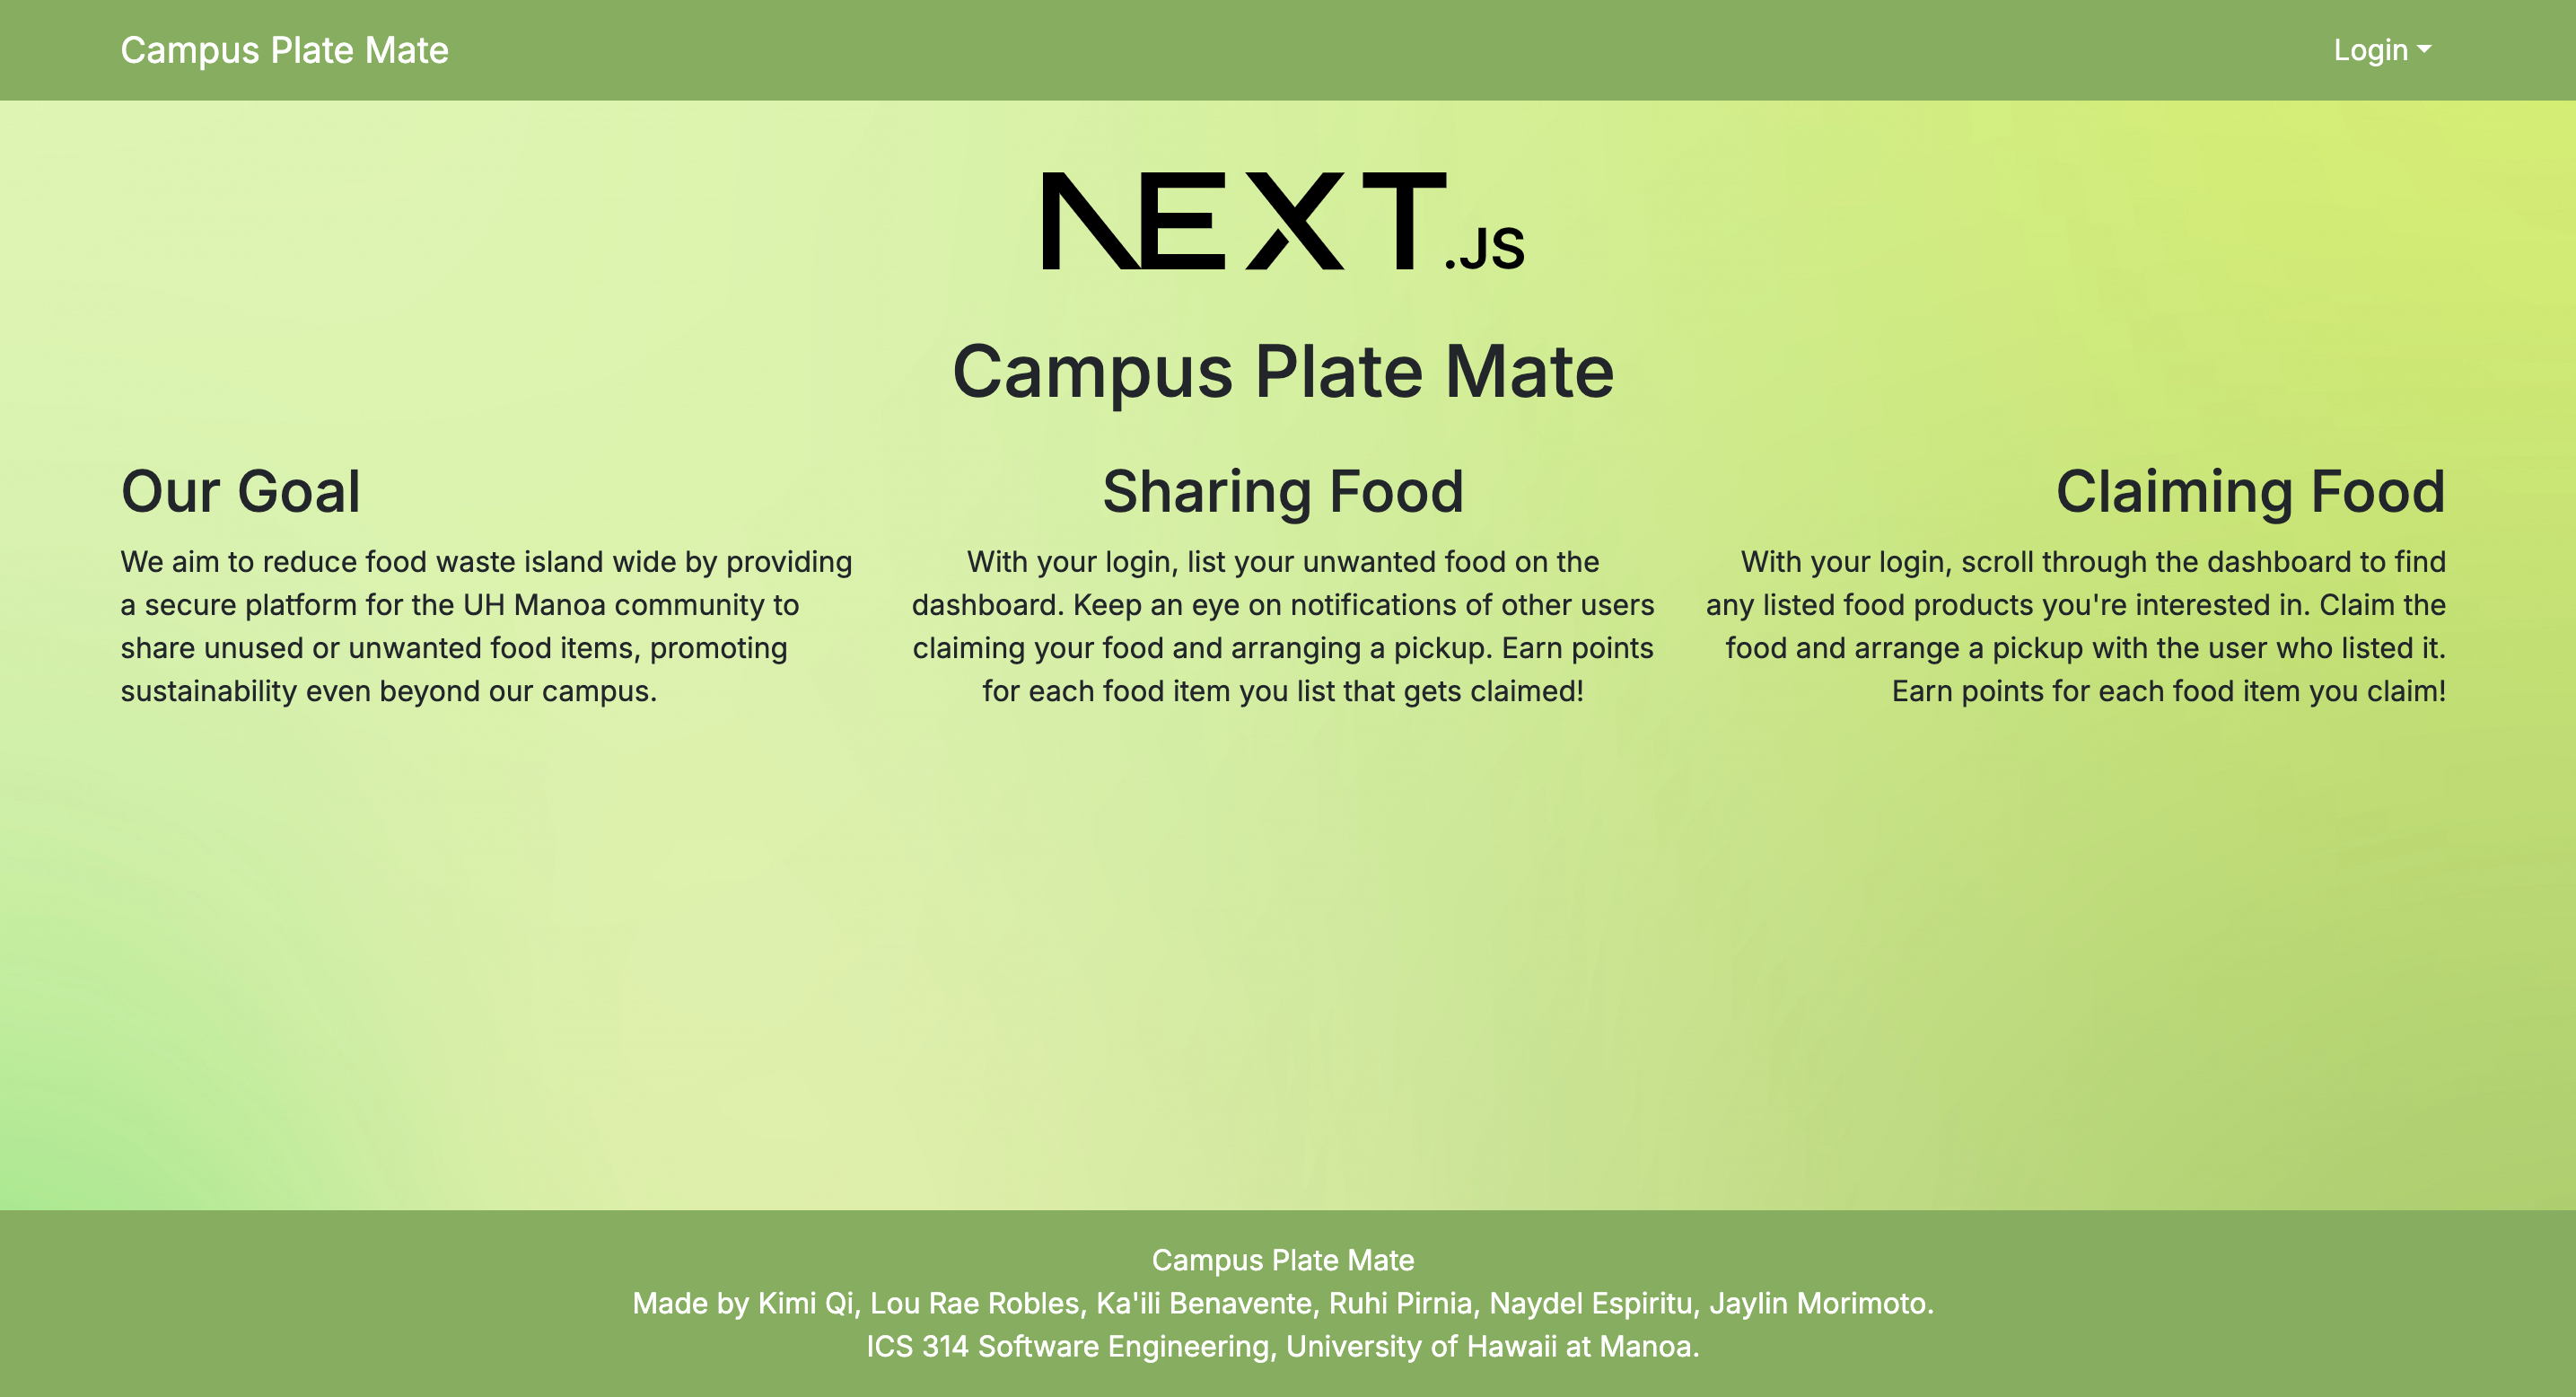 Campus Plate Mate
Login
NEXT.JS
Campus Plate Mate
Our Goal
We aim to reduce food waste island wide by providing
a secure platform for the UH Manoa community to
share unused or unwanted food items, promoting
sustainability even beyond our campus.
Sharing Food
With your login, list your unwanted food on the
dashboard. Keep an eye on notifications of other users
claiming your food and arranging a pickup. Earn points
for each food item you list that gets claimed!
Claiming Food
With your login, scroll through the dashboard to find
any listed food products you're interested in. Claim the
food and arrange a pickup with the user who listed it.
Earn points for each food item you claim!
Campus Plate Mate
Made by Kimi Qi, Lou Rae Robles, Ka'ili Benavente, Ruhi Pirnia, Naydel Espiritu, Jaylin Morimoto.
ICS 314 Software Engineering, University of Hawaii at Manoa.